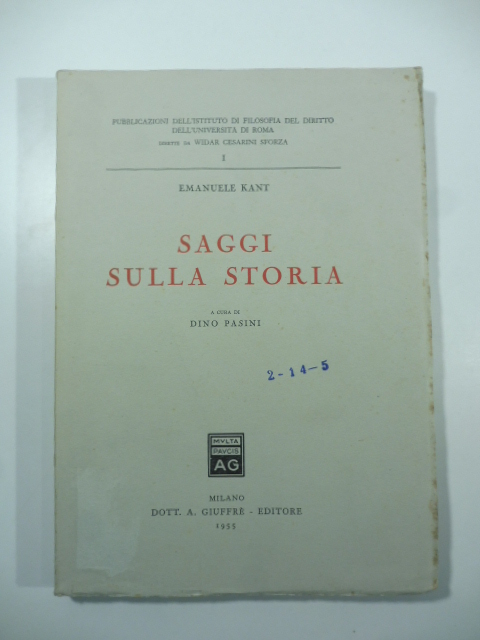 PUBBLICAZIONI DELL'ISTITUTO DI FILOSOFIA DEL DIRITTO
DELL'UNIVERSITÀ DI ROMA
DIRETTE DA WIDAR CESARINI SFORZA
I
EMANUELE KANT
SAGGI
SULLA STORIA
A CURA DI
DINO PASINI
2-14-5
MVLTA
PAVCIS
AG
MILANO
DOTT. A. GIUFFRÈ - EDITORE
1955